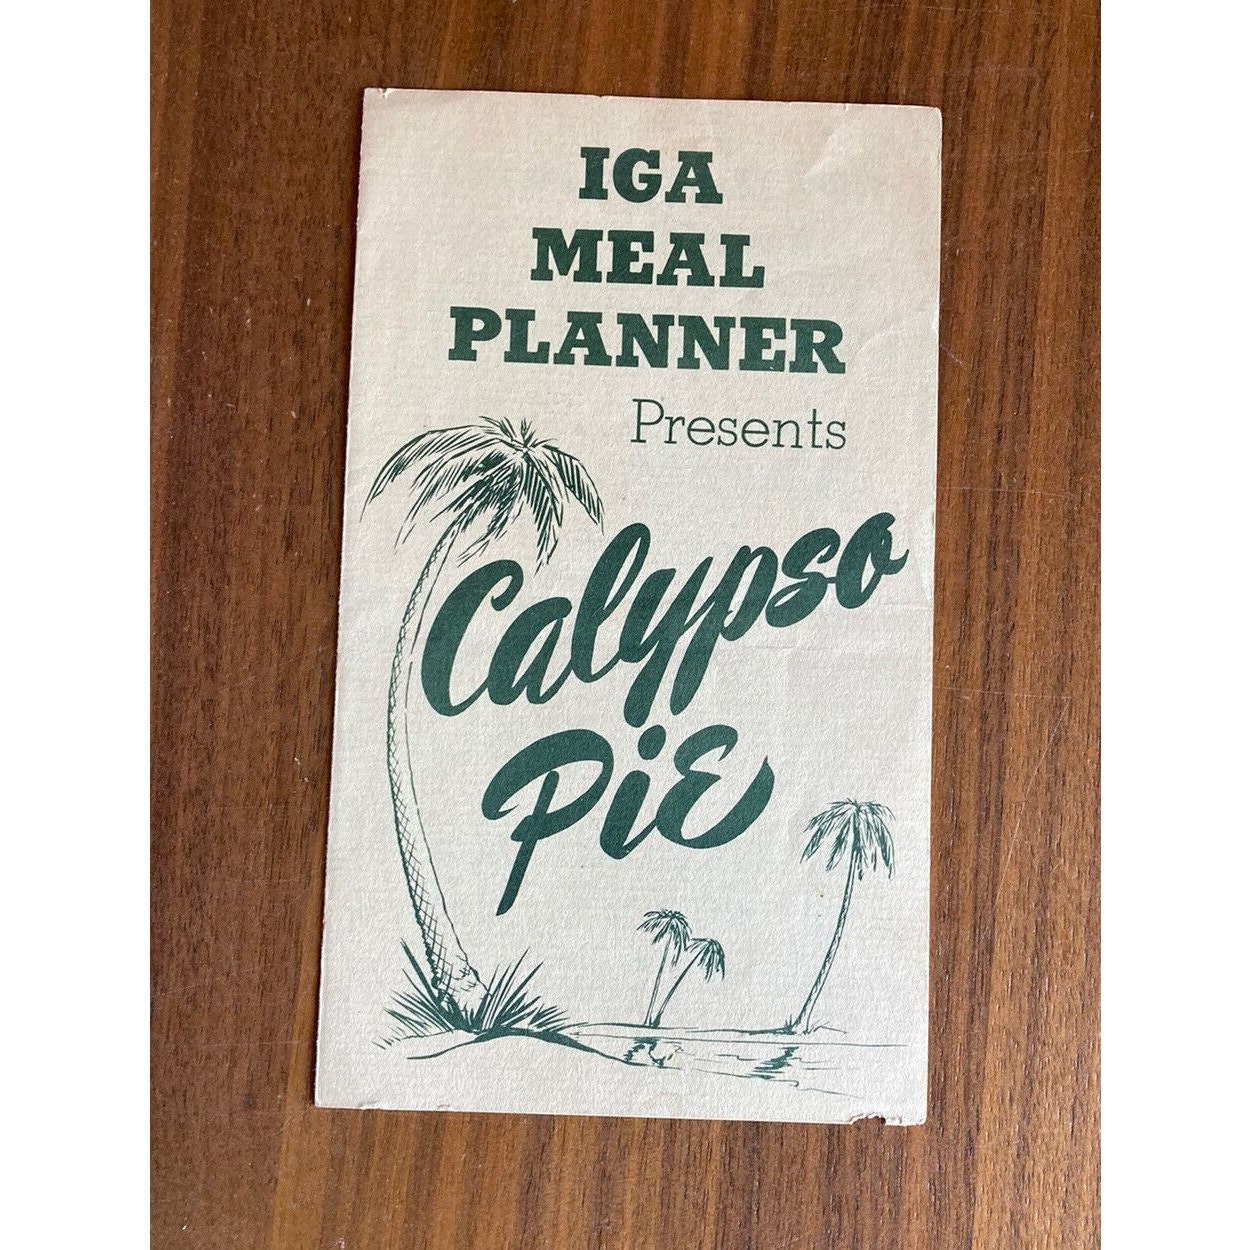 IGA
MEAL
PLANNER
Presents
Calypso
Pie